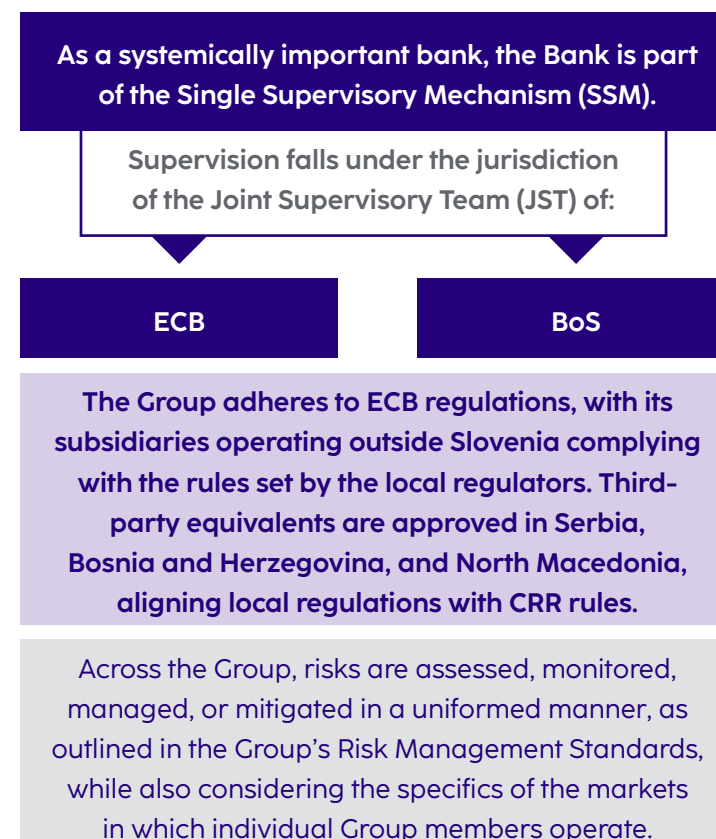 As a systemically important bank, the Bank is part
of the Single Supervisory Mechanism (SSM).
Supervision falls under the jurisdiction
of the Joint Supervisory Team (JST) of:
ECB
BoS
The Group adheres to ECB regulations, with its
subsidiaries operating outside Slovenia complying
with the rules set by the local regulators. Third-
party equivalents are approved in Serbia,
Bosnia and Herzegovina, and North Macedonia,
aligning local regulations with CRR rules.
Across the Group, risks are assessed, monitored,
managed, or mitigated in a uniformed manner, as
outlined in the Group's Risk Management Standards,
while also considering the specifics of the markets
in which individual Group members operate.